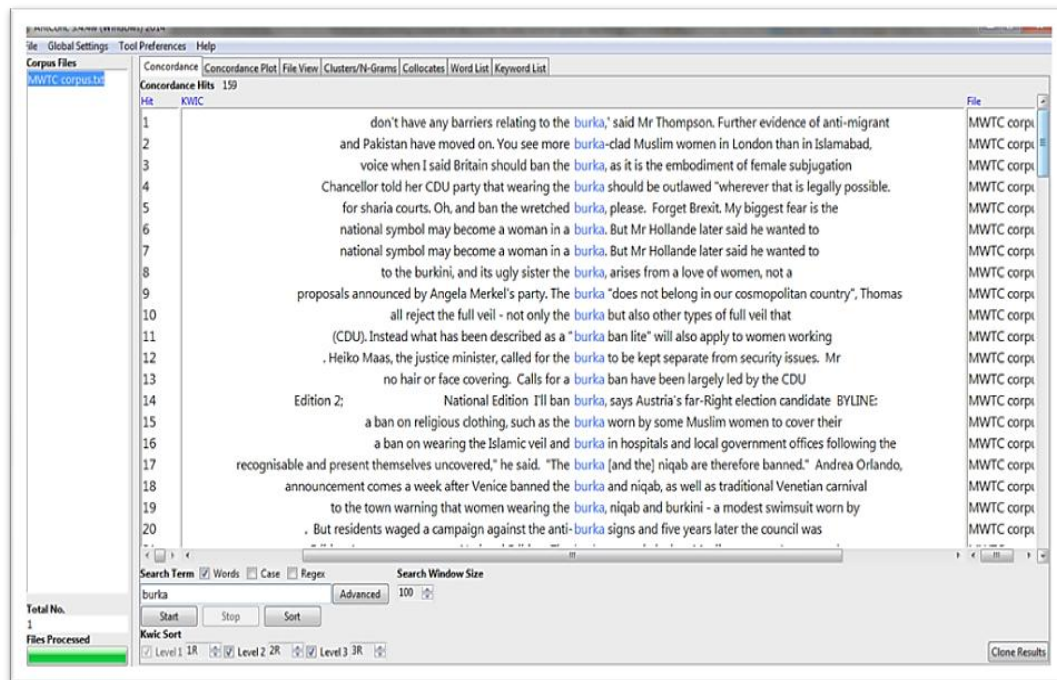 AntConc 3.4.4w (Windows) 2014
File Global Settings Tool Preferences Help
Corpus Files
MWTC corpus.txt
Concordance Concordance Plot File View Clusters/N-Grams Collocates Word List Keyword List
Concordance Hits 159
Hit KWIC File
1 don't have any barriers relating to the burka,' said Mr Thompson. Further evidence of anti-migrant MWTC corpu
2 and Pakistan have moved on. You see more burka-clad Muslim women in London than in Islamabad, MWTC corpu
3 voice when I said Britain should ban the burka, as it is the embodiment of female subjugation MWTC corpu
4 Chancellor told her CDU party that wearing the burka should be outlawed "wherever that is legally possible. MWTC corpu
5 for sharia courts. Oh, and ban the wretched burka, please. Forget Brexit. My biggest fear is the MWTC corpu
6 national symbol may become a woman in a burka. But Mr Hollande later said he wanted to MWTC corpu
7 national symbol may become a woman in a burka. But Mr Hollande later said he wanted to MWTC corpu
8 to the burkini, and its ugly sister the burka, arises from a love of women, not a MWTC corpu
9 proposals announced by Angela Merkel's party. The burka "does not belong in our cosmopolitan country", Thomas MWTC corpu
10 all reject the full veil - not only the burka but also other types of full veil that MWTC corpu
11 (CDU). Instead what has been described as a "burka ban lite" will also apply to women working MWTC corpu
12 . Heiko Maas, the justice minister, called for the burka to be kept separate from security issues. Mr MWTC corpu
13 no hair or face covering. Calls for a burka ban have been largely led by the CDU MWTC corpu
14 Edition 2; National Edition I'll ban burka, says Austria's far-Right election candidate BYLINE: MWTC corpu
15 a ban on religious clothing, such as the burka worn by some Muslim women to cover their MWTC corpu
16 a ban on wearing the Islamic veil and burka in hospitals and local government offices following the MWTC corpu
17 recognisable and present themselves uncovered," he said. "The burka [and the] niqab are therefore banned." Andrea Orlando, MWTC corpu
18 announcement comes a week after Venice banned the burka and niqab, as well as traditional Venetian carnival MWTC corpu
19 to the town warning that women wearing the burka, niqab and burkini - a modest swimsuit worn by MWTC corpu
20 . But residents waged a campaign against the anti-burka signs and five years later the council was MWTC corpu
Search Term Words Case Regex Search Window Size
burka Advanced 100
Start Stop Sort
Total No.
1
Files Processed
Kwic Sort
Level 1 1R Level 2 2R Level 3 3R Clone Results